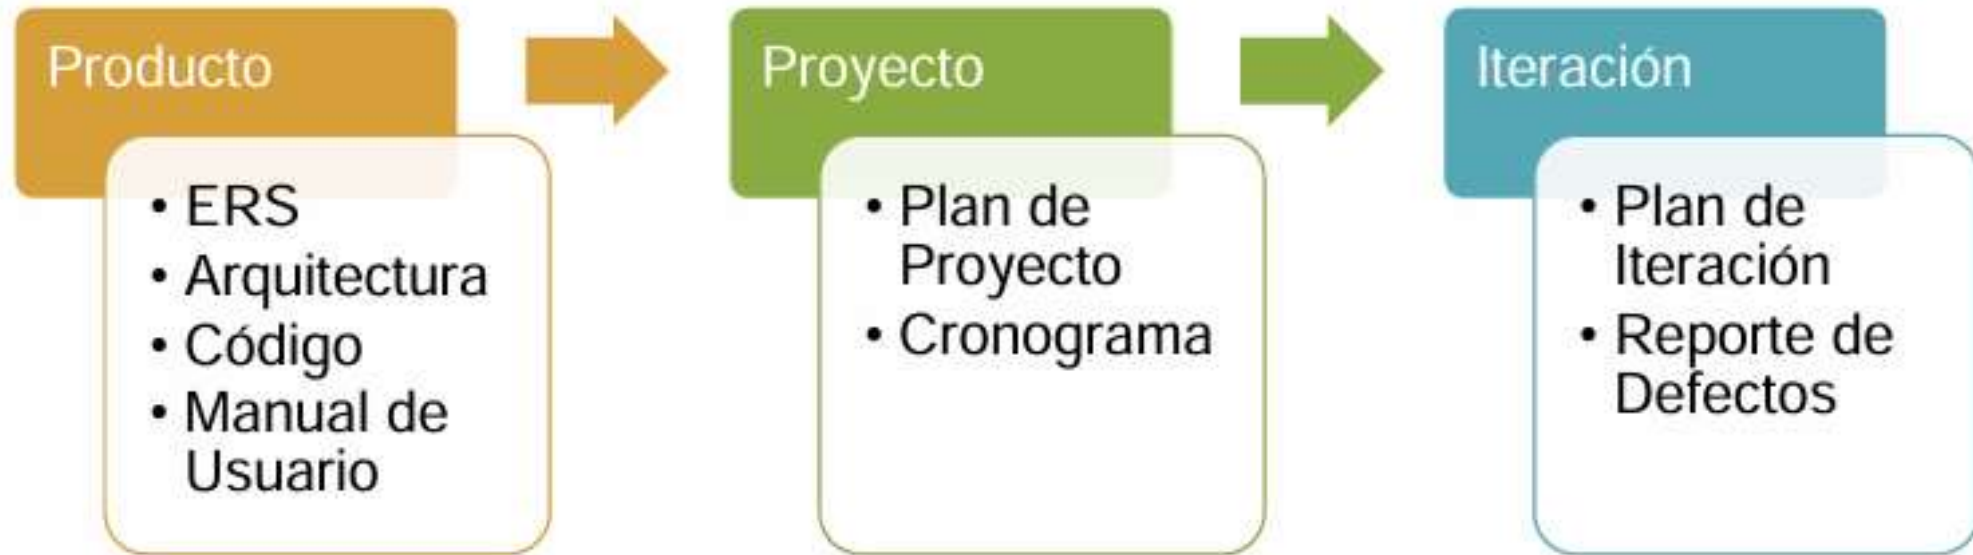 Producto
• ERS
• Arquitectura
• Código
• Manual de
Usuario
Proyecto
• Plan de
Proyecto
• Cronograma
Iteración
• Plan de
Iteración
• Reporte de
Defectos